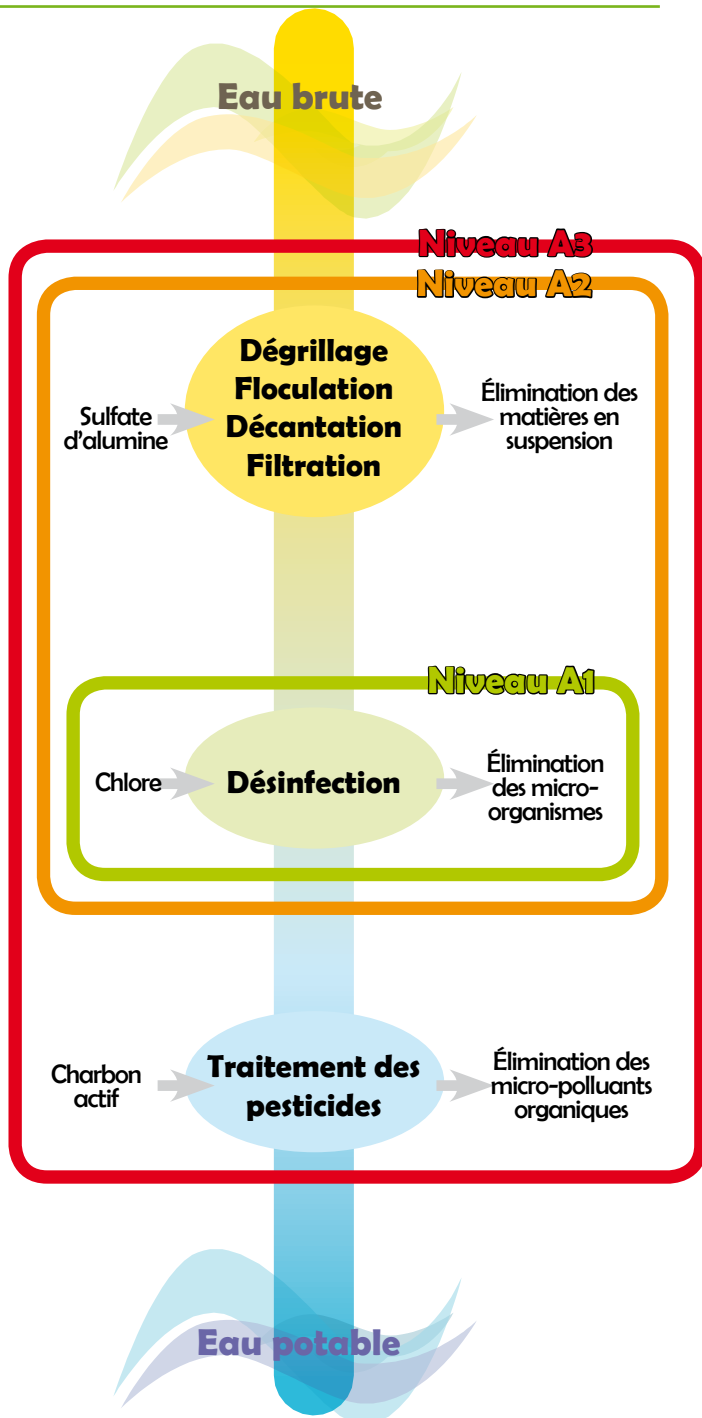 Eau brute
Niveau A3
Niveau A2
Dégrillage
Floculation
Décantation
Filtration
Sulfate
d'alumine
Élimination des
matières en
suspension
Niveau A1
Chlore
Désinfection
Élimination
des micro-
organismes
Charbon
actif
Traitement des
pesticides
Élimination des
micro-polluants
organiques
Eau potable